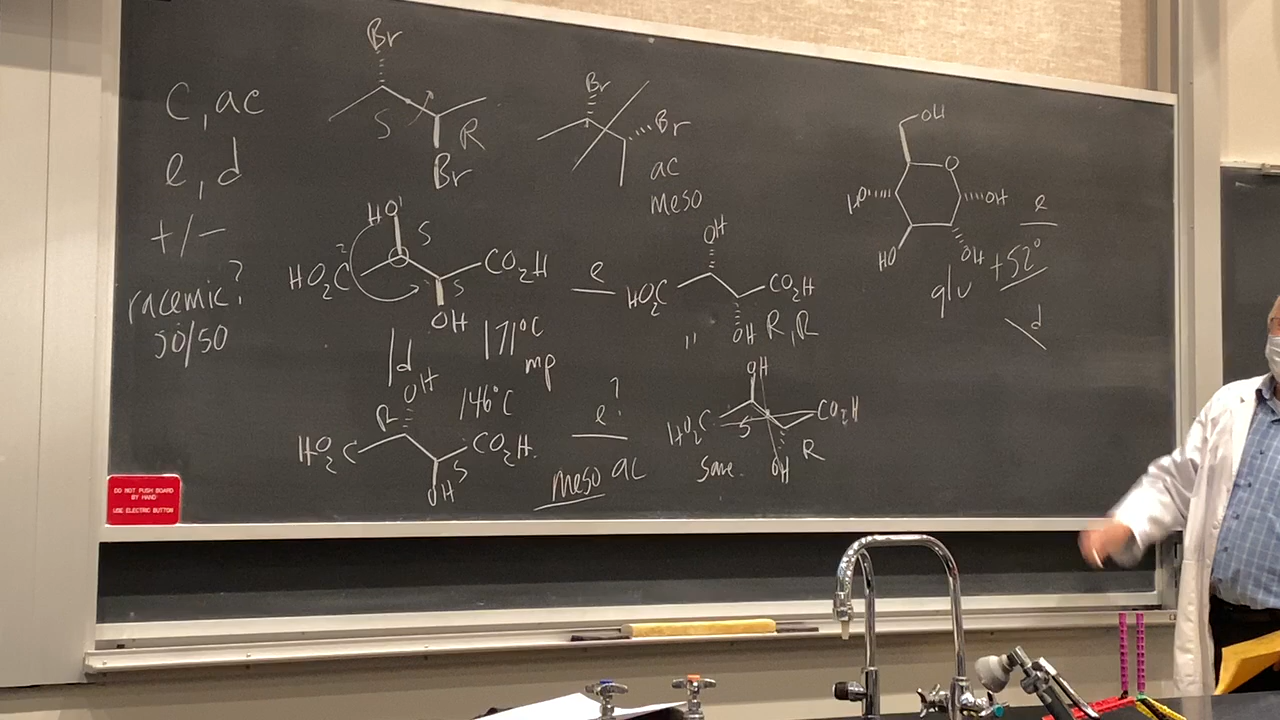 C, ac
e, d
+/-
racemic?
50/50
Br
S
R
Br
Br
Br
ac
meso
HO
1
2
S
HO₂C
CO₂H
S
OH
171°C
mp
e
OH
HO₂C
CO₂H
OH
R, R
"
d
OH
R
146°C
HO₂C
CO₂H
S
OH
e?
meso ac
OH
HO₂C
CO₂H
S
R
OH
Same
OH
O
HO
OH
HO
OH
glu
+52°
e
d
DO NOT PUSH BOARD
BY HAND
USE ELECTRIC BUTTON